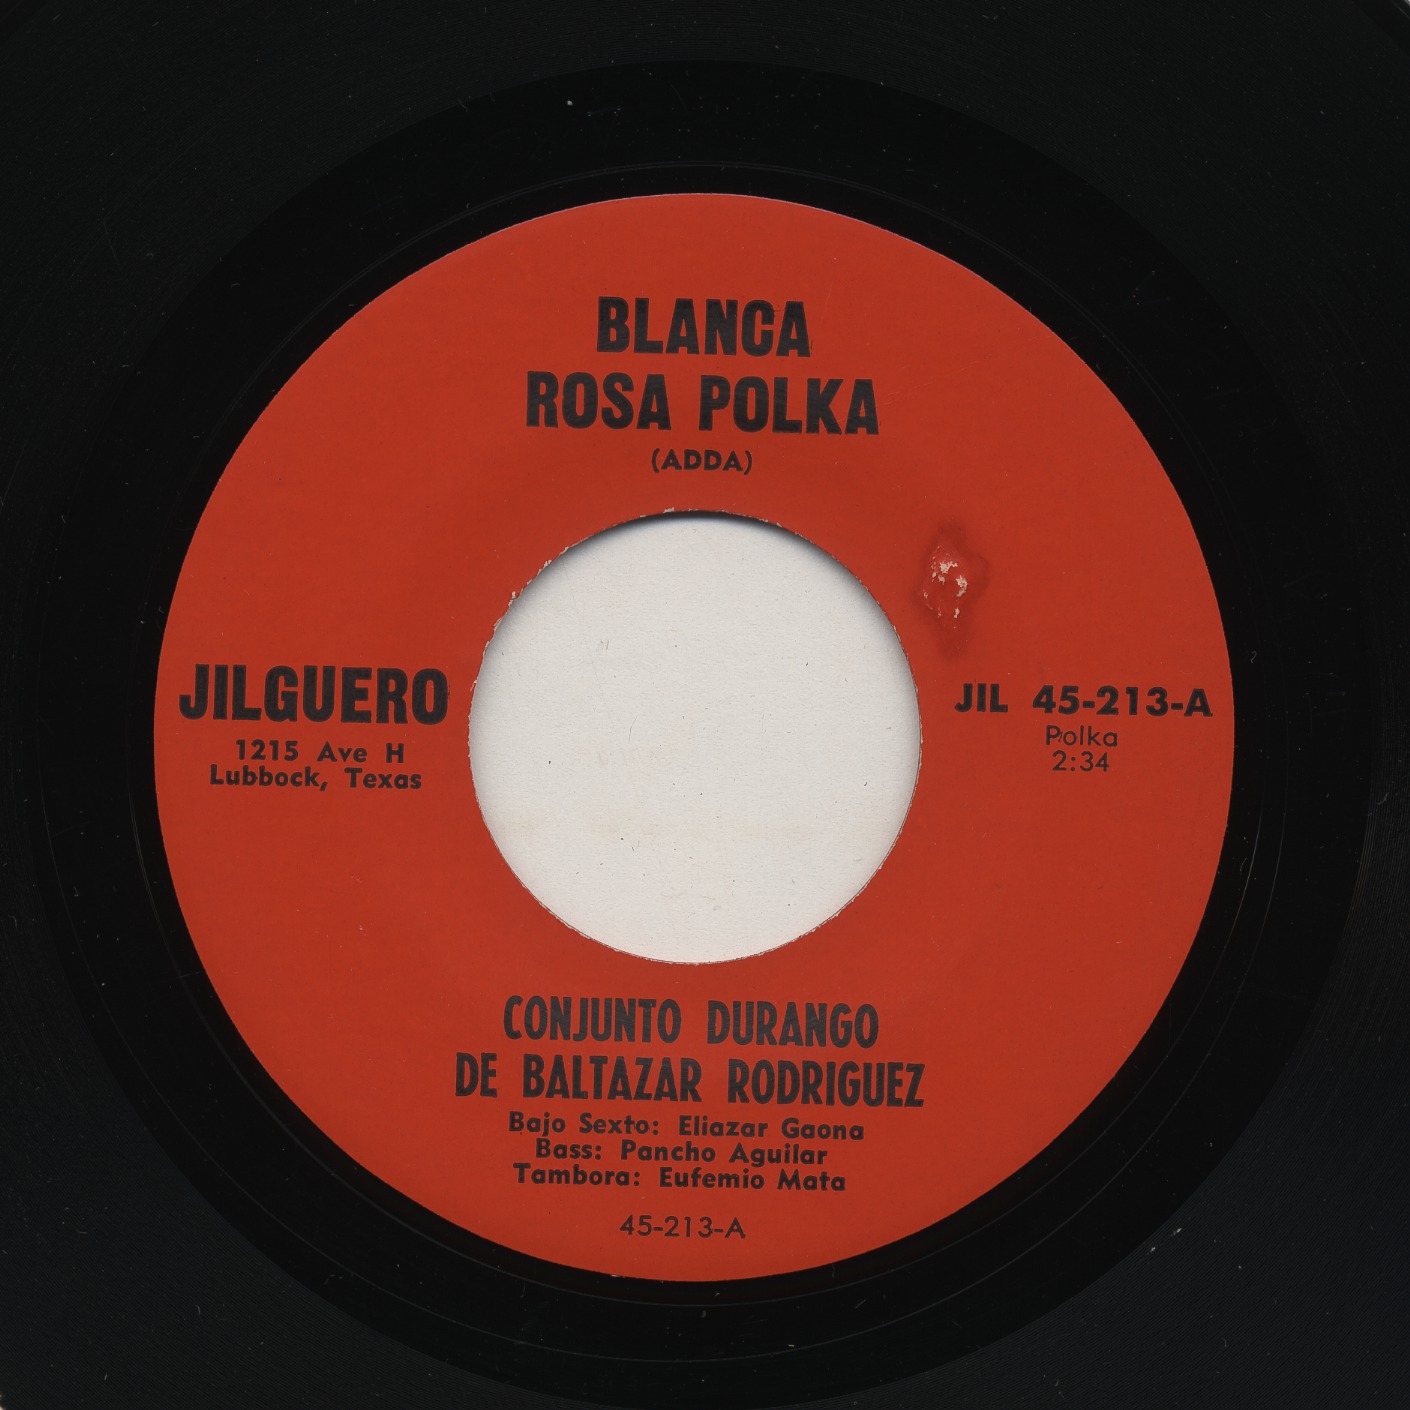 BLANCA
ROSA POLKA
(ADDA)
JILGUERO
1215 Ave H
Lubbock, Texas
JIL 45-213-A
Polka
2:34
CONJUNTO DURANGO
DE BALTAZAR RODRIGUEZ
Bajo Sexto: Eliazar Gaona
Bass: Pancho Aguilar
Tambora: Eufemio Mata
45-213-A